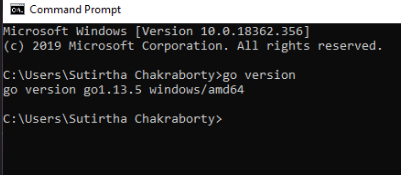 Command Prompt
Microsoft Windows [Version 10.0.18362.356]
(c) 2019 Microsoft Corporation. All rights reserved.
C:\Users\Sutirtha Chakraborty>go version
go version go1.13.5 windows/amd64
C:\Users\Sutirtha Chakraborty>